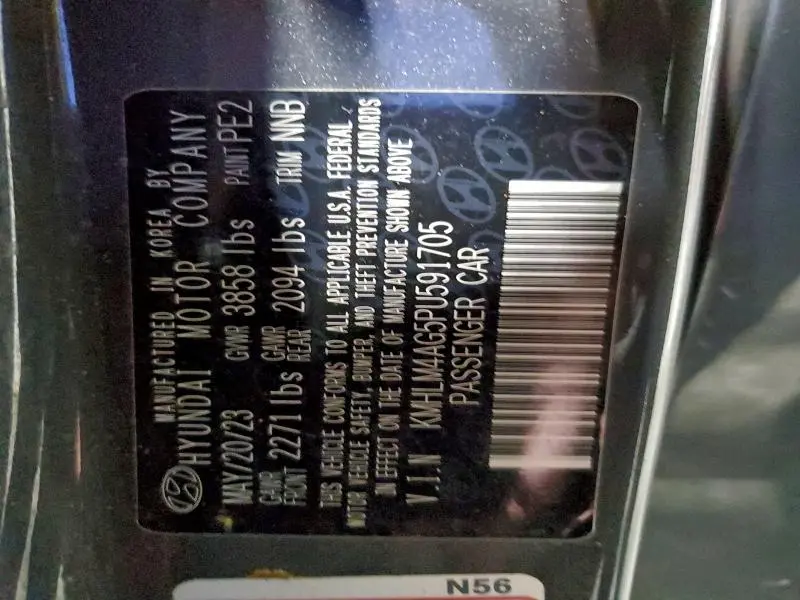 MANUFACTURED IN KOREA BY
HYUNDAI MOTOR COMPANY
MAY/20/23 GVWR 3858 lbs PAINT PE2
GAWR FRONT 2271 lbs GAWR REAR 2094 lbs TRIM NNB
THIS VEHICLE CONFORMS TO ALL APPLICABLE U.S.A. FEDERAL
MOTOR VEHICLE SAFETY, BUMPER, AND THEFT PREVENTION STANDARDS
IN EFFECT ON THE DATE OF MANUFACTURE SHOWN ABOVE
V.I.N KMHLM4AG5PU591705
PASSENGER CAR
N56